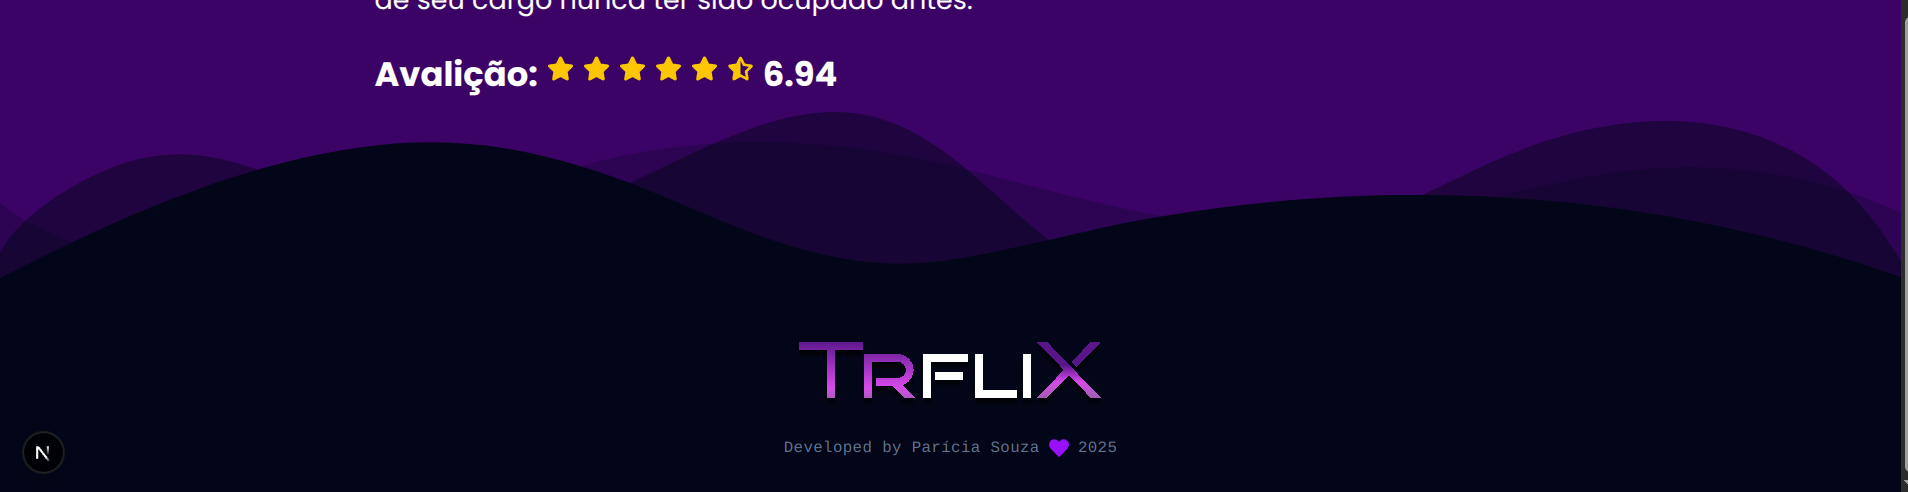 de seu cargo nunca ter sido ocupado antes.
Avalição: 6.94
TRFLIX
Developed by Parícia Souza 2025
N